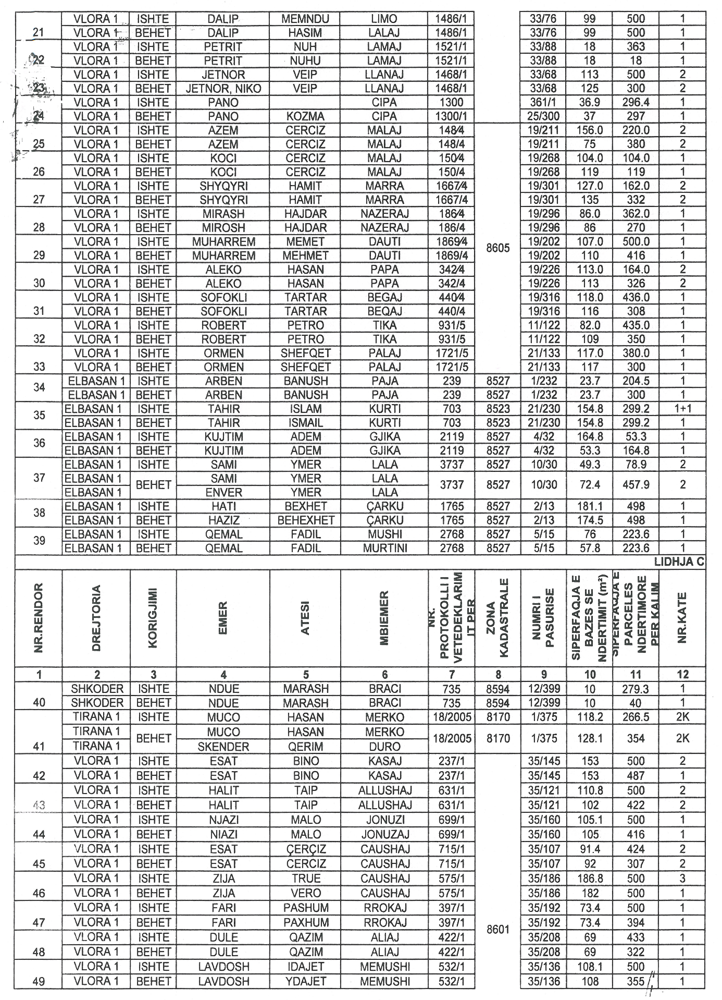 VLORA 1 ISHTE DALIP MEMNDU LIMO 1486/1 33/76 99 500 1
21 VLORA 1 BEHET DALIP HASIM LALAJ 1486/1 33/76 99 500 1
VLORA 1 ISHTE PETRIT NUH LAMAJ 1521/1 33/88 18 363 1
22 VLORA 1 BEHET PETRIT NUHU LAMAJ 1521/1 33/88 18 18 1
VLORA 1 ISHTE JETNOR VEIP LLANAJ 1468/1 33/68 113 500 2
23 VLORA 1 BEHET JETNOR, NIKO VEIP LLANAJ 1468/1 33/68 125 300 2
VLORA 1 ISHTE PANO CIPA 1300 361/1 36.9 296.4 1
24 VLORA 1 BEHET PANO KOZMA CIPA 1300/1 25/300 37 297 1
VLORA 1 ISHTE AZEM CERCIZ MALAJ 148/4 19/211 156.0 220.0 2
25 VLORA 1 BEHET AZEM CERCIZ MALAJ 148/4 19/211 75 380 2
VLORA 1 ISHTE KOCI CERCIZ MALAJ 150/4 19/268 104.0 104.0 1
26 VLORA 1 BEHET KOCI CERCIZ MALAJ 150/4 19/268 119 119 1
VLORA 1 ISHTE SHYQYRI HAMIT MARRA 1667/4 19/301 127.0 162.0 2
27 VLORA 1 BEHET SHYQYRI HAMIT MARRA 1667/4 19/301 135 332 2
VLORA 1 ISHTE MIRASH HAJDAR NAZERAJ 186/4 19/296 86.0 362.0 1
28 VLORA 1 BEHET MIROSH HAJDAR NAZERAJ 186/4 19/296 86 270 1
VLORA 1 ISHTE MUHARREM MEMET DAUTI 1869/4 8605 19/202 107.0 500.0 1
29 VLORA 1 BEHET MUHARREM MEHMET DAUTI 1869/4 19/202 110 416 1
VLORA 1 ISHTE ALEKO HASAN PAPA 342/4 19/226 113.0 164.0 2
30 VLORA 1 BEHET ALEKO HASAN PAPA 342/4 19/226 113 326 2
VLORA 1 ISHTE SOFOKLI TARTAR BEGAJ 440/4 19/316 118.0 436.0 1
31 VLORA 1 BEHET SOFOKLI TARTAR BEQAJ 440/4 19/316 116 308 1
VLORA 1 ISHTE ROBERT PETRO TIKA 931/5 11/122 82.0 435.0 1
32 VLORA 1 BEHET ROBERT PETRO TIKA 931/5 11/122 109 350 1
VLORA 1 ISHTE ORMEN SHEFQET PALAJ 1721/5 21/133 117.0 380.0 1
33 VLORA 1 BEHET ORMEN SHEFQET PALAJ 1721/5 21/133 117 300 1
34 ELBASAN 1 ISHTE ARBEN BANUSH PAJA 239 8527 1/232 23.7 204.5 1
ELBASAN 1 BEHET ARBEN BANUSH PAJA 239 8527 1/232 23.7 300 1
35 ELBASAN 1 ISHTE TAHIR ISLAM KURTI 703 8523 21/230 154.8 299.2 1+1
ELBASAN 1 BEHET TAHIR ISMAIL KURTI 703 8523 21/230 154.8 299.2 1
36 ELBASAN 1 ISHTE KUJTIM ADEM GJIKA 2119 8527 4/32 164.8 53.3 1
ELBASAN 1 BEHET KUJTIM ADEM GJIKA 2119 8527 4/32 53.3 164.8 1
37 ELBASAN 1 ISHTE SAMI YMER LALA 3737 8527 10/30 49.3 78.9 2
ELBASAN 1 BEHET SAMI YMER LALA 3737 8527 10/30 72.4 457.9 2
ELBASAN 1 ENVER YMER LALA
38 ELBASAN 1 ISHTE HATI BEXHET ÇARKU 1765 8527 2/13 181.1 498 1
ELBASAN 1 BEHET HAZIZ BEHEXHET ÇARKU 1765 8527 2/13 174.5 498 1
39 ELBASAN 1 ISHTE QEMAL FADIL MUSHI 2768 8527 5/15 76 223.6 1
ELBASAN 1 BEHET QEMAL FADIL MURTINI 2768 8527 5/15 57.8 223.6 1
LIDHJA C
NR.RENDOR
DREJTORIA
KORIGJIMI
EMER
ATESI
MBIEMER
NR.
PROTOKOLLI I
VETEDEKLARIM
IT PER
ZONA
KADASTRALE
NUMRI I
PASURISE
SIPERFAQJA E
BAZES SE
NDERTIMIT (m²)
SIPERFAQJA E
PARCELES
NDERTIMORE
PER KALIM
NR.KATE
1 2 3 4 5 6 7 8 9 10 11 12
SHKODER ISHTE NDUE MARASH BRACI 735 8594 12/399 10 279.3 1
40 SHKODER BEHET NDUE MARASH BRACI 735 8594 12/399 10 40 1
TIRANA 1 ISHTE MUCO HASAN MERKO 18/2005 8170 1/375 118.2 266.5 2K
TIRANA 1 BEHET MUCO HASAN MERKO 18/2005 8170 1/375 128.1 354 2K
41 TIRANA 1 SKENDER QERIM DURO
VLORA 1 ISHTE ESAT BINO KASAJ 237/1 35/145 153 500 2
42 VLORA 1 BEHET ESAT BINO KASAJ 237/1 35/145 153 487 1
VLORA 1 ISHTE HALIT TAIP ALLUSHAJ 631/1 35/121 110.8 500 2
43 VLORA 1 BEHET HALIT TAIP ALLUSHAJ 631/1 35/121 102 422 2
VLORA 1 ISHTE NJAZI MALO JONUZI 699/1 35/160 105.1 500 1
44 VLORA 1 BEHET NIAZI MALO JONUZAJ 699/1 35/160 105 416 1
VLORA 1 ISHTE ESAT ÇERÇIZ CAUSHAJ 715/1 35/107 91.4 424 2
45 VLORA 1 BEHET ESAT CERCIZ CAUSHAJ 715/1 35/107 92 307 2
VLORA 1 ISHTE ZIJA TRUE CAUSHAJ 575/1 35/186 186.8 500 3
46 VLORA 1 BEHET ZIJA VERO CAUSHAJ 575/1 35/186 182 500 1
VLORA 1 ISHTE FARI PASHUM RROKAJ 397/1 35/192 73.4 500 1
47 VLORA 1 BEHET FARI PAXHUM RROKAJ 397/1 8601 35/192 73.4 394 1
VLORA 1 ISHTE DULE QAZIM ALIAJ 422/1 35/208 69 433 1
48 VLORA 1 BEHET DULE QAZIM ALIAJ 422/1 35/208 69 322 1
VLORA 1 ISHTE LAVDOSH IDAJET MEMUSHI 532/1 35/136 108.1 500 1
49 VLORA 1 BEHET LAVDOSH YDAJET MEMUSHI 532/1 35/136 108 355 1